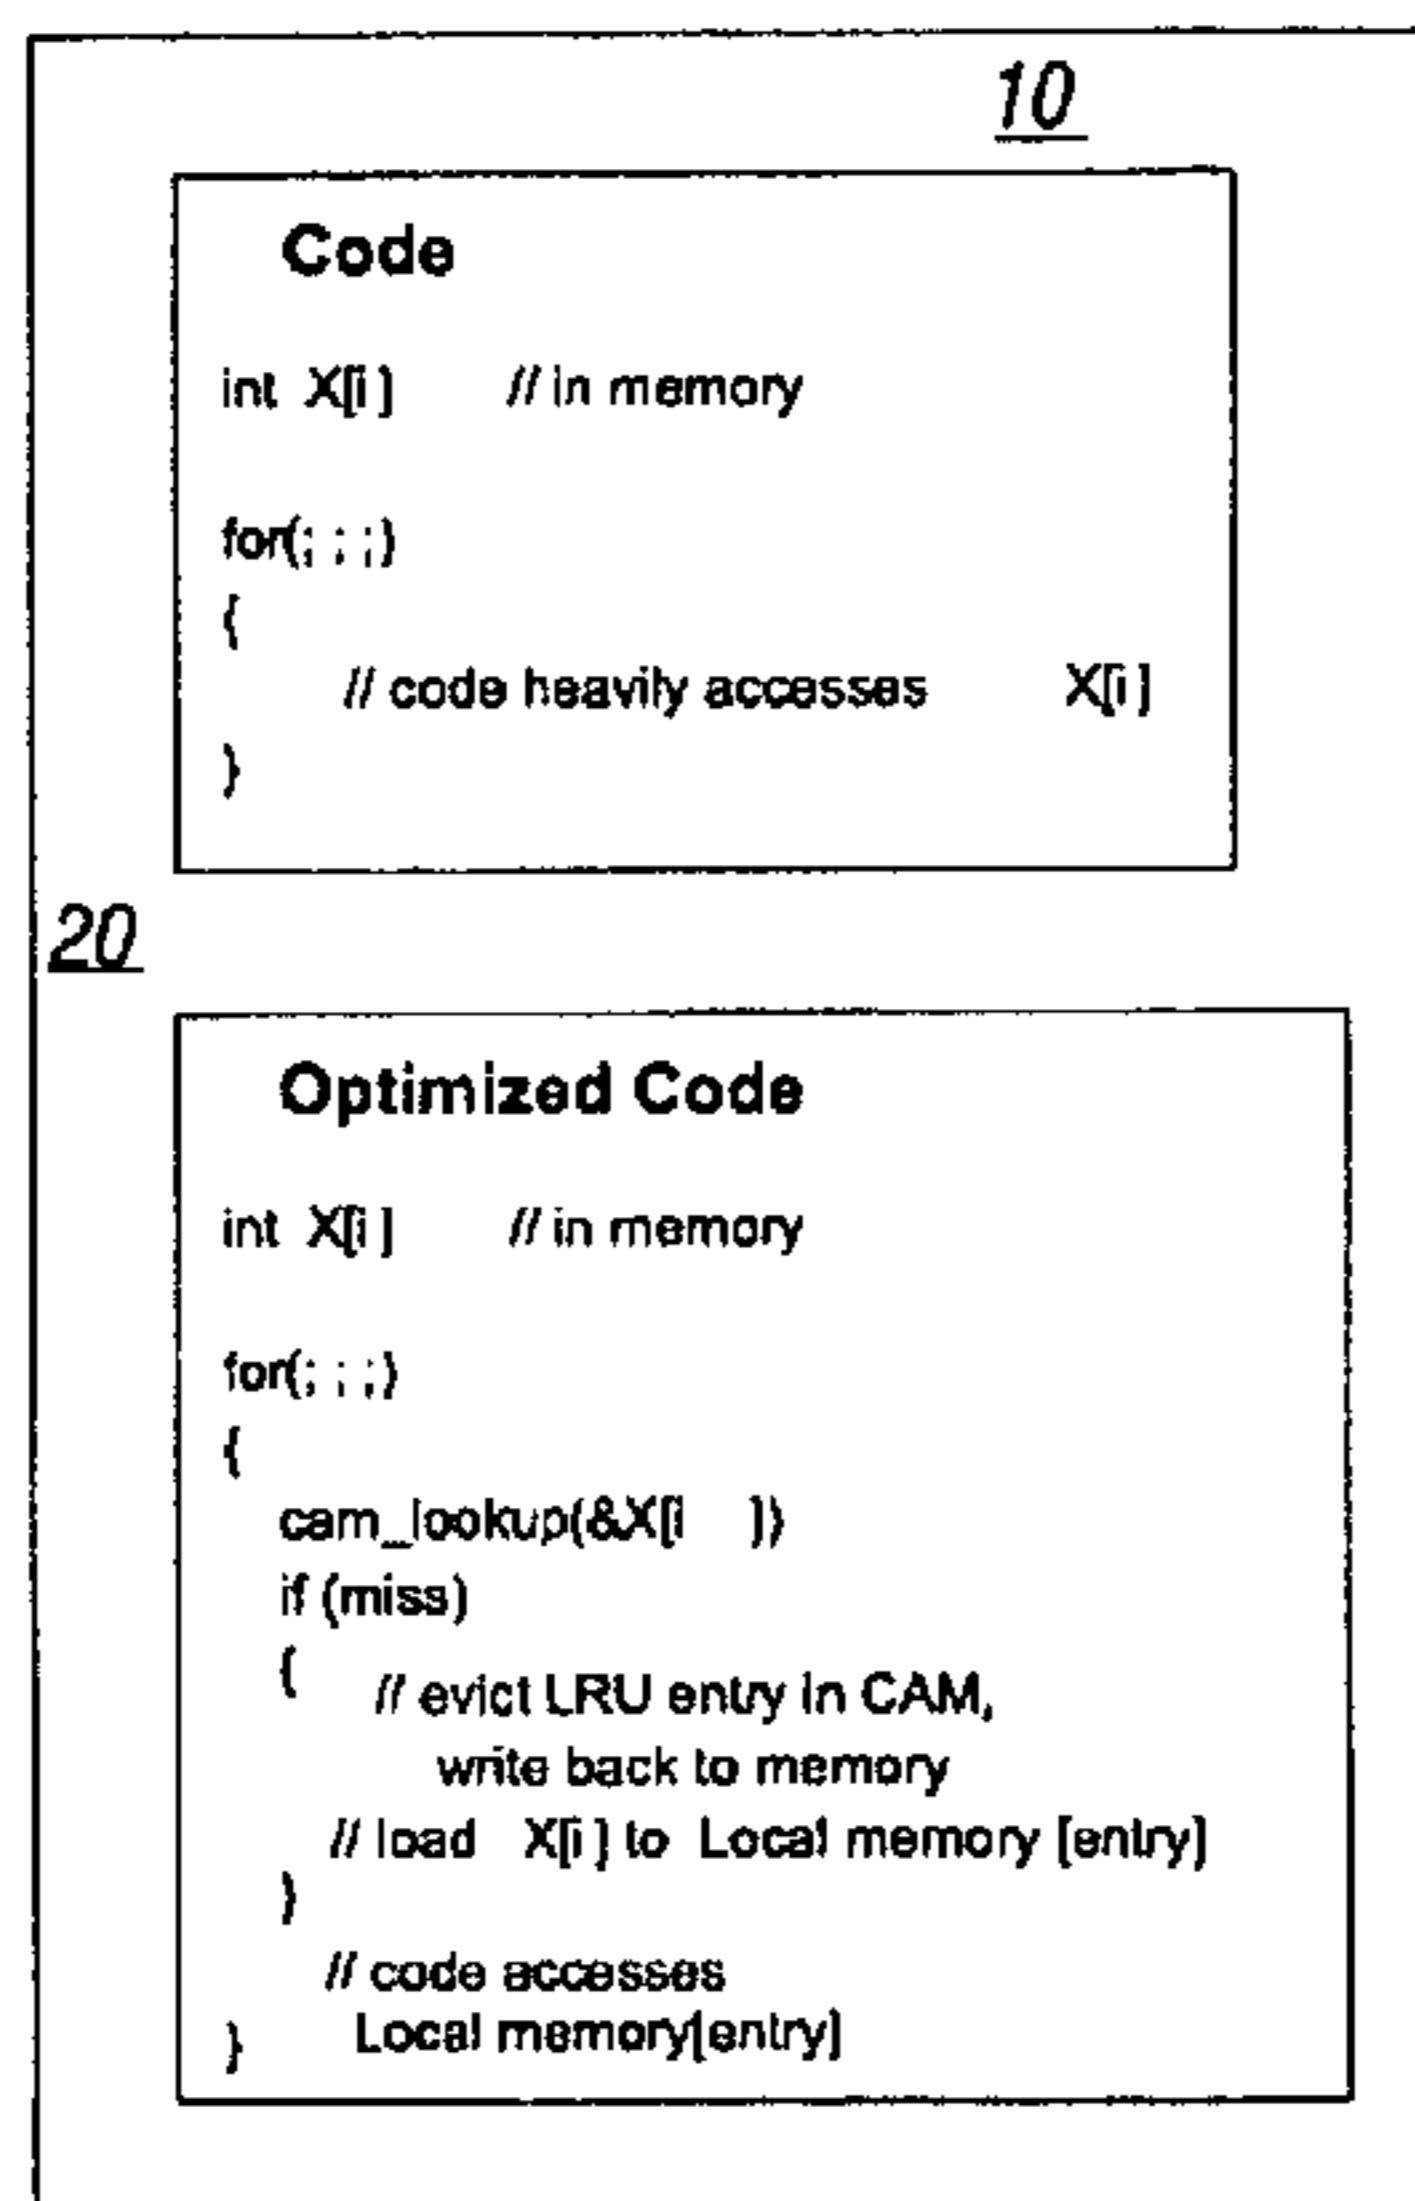 10
Code
int X[i] // in memory
for(; ; ;)
{
// code heavily accesses X[i]
}
20
Optimized Code
int X[i] // in memory
for(; ; ;)
{
cam_lookup(&X[i ])
if (miss)
{ // evict LRU entry in CAM,
write back to memory
// load X[i] to Local memory [entry]
}
// code accesses
} Local memory[entry]